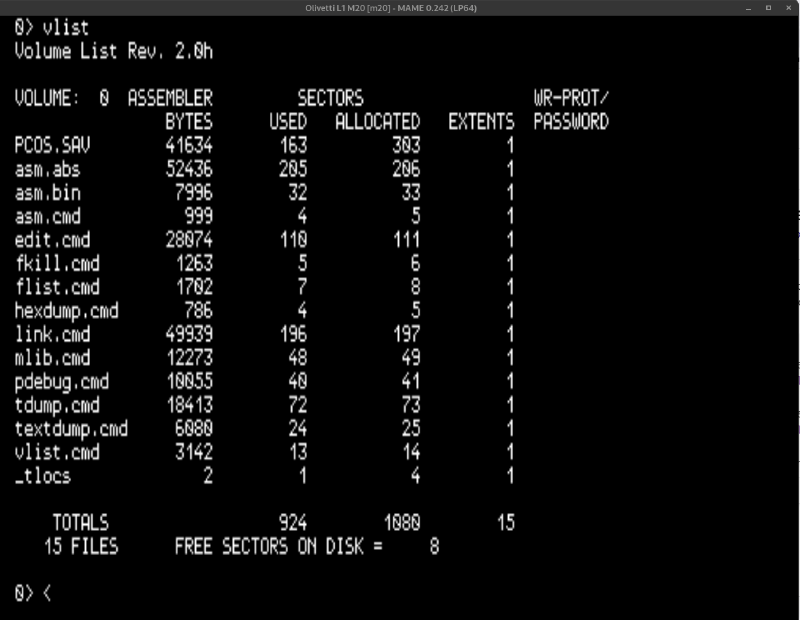 Olivetti L1 M20 [m20] - MAME 0.242 (LP64)
0> vlist
Volume List Rev. 2.0h
VOLUME: 0 ASSEMBLER SECTORS WR-PROT/
BYTES USED ALLOCATED EXTENTS PASSWORD
PCOS.SAV 41634 163 303 1
asm.abs 52436 205 206 1
asm.bin 7996 32 33 1
asm.cmd 999 4 5 1
edit.cmd 28074 110 111 1
fkill.cmd 1263 5 6 1
flist.cmd 1702 7 8 1
hexdump.cmd 786 4 5 1
link.cmd 49939 196 197 1
mlib.cmd 12273 48 49 1
pdebug.cmd 10055 40 41 1
tdump.cmd 18413 72 73 1
textdump.cmd 6080 24 25 1
vlist.cmd 3142 13 14 1
_tlocs 2 1 4 1
TOTALS 924 1080 15
15 FILES FREE SECTORS ON DISK = 8
0> <